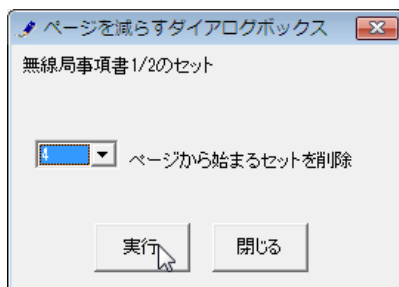 ページを減らすダイアログボックス
無線局事項書1/2のセット
4 ページから始まるセットを削除
実行 閉じる